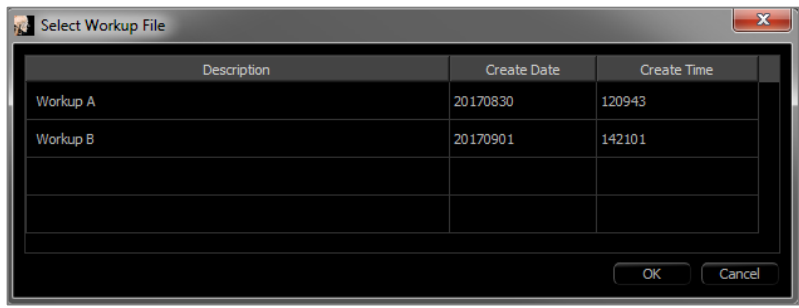 Select Workup File
Description Create Date Create Time
Workup A 20170830 120943
Workup B 20170901 142101
OK Cancel